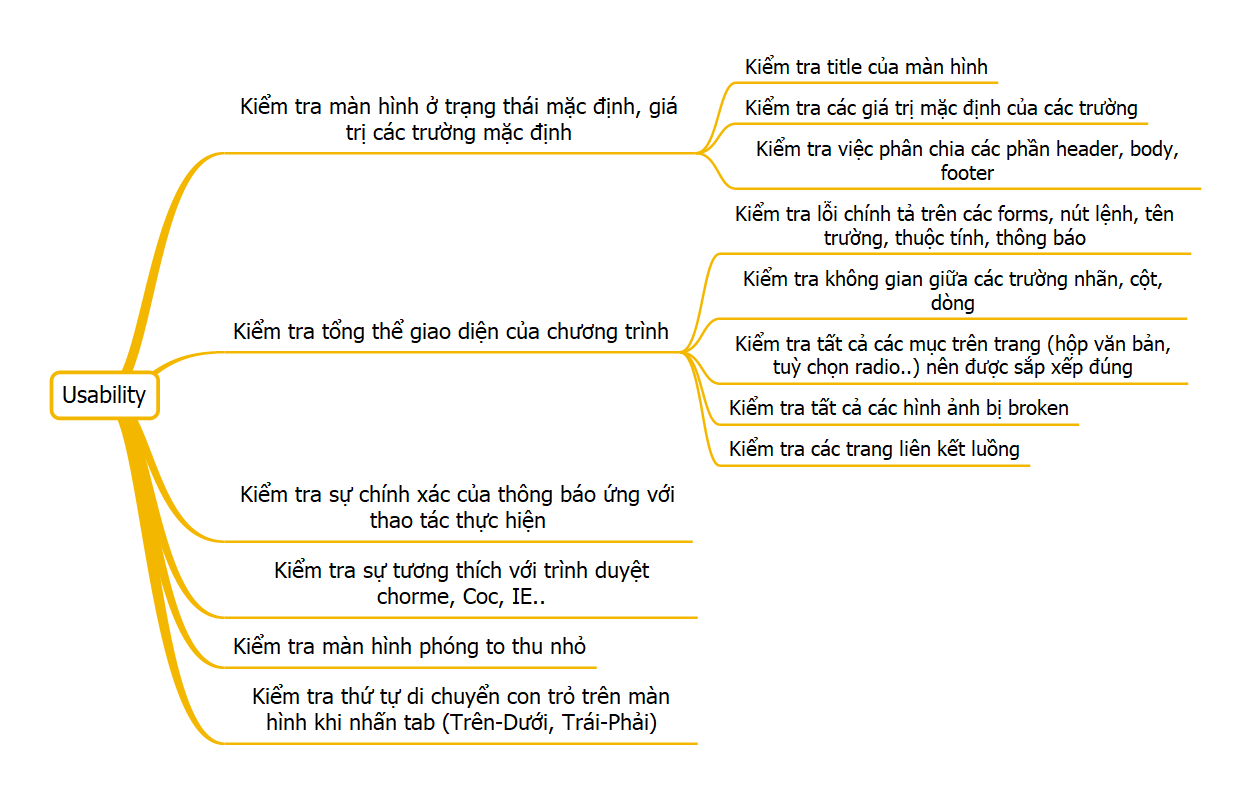 Usability
Kiểm tra màn hình ở trạng thái mặc định, giá
trị các trường mặc định
Kiểm tra title của màn hình
Kiểm tra các giá trị mặc định của các trường
Kiểm tra việc phân chia các phần header, body,
footer
Kiểm tra tổng thể giao diện của chương trình
Kiểm tra lỗi chính tả trên các forms, nút lệnh, tên
trường, thuộc tính, thông báo
Kiểm tra không gian giữa các trường nhãn, cột,
dòng
Kiểm tra tất cả các mục trên trang (hộp văn bản,
tuỳ chọn radio..) nên được sắp xếp đúng
Kiểm tra tất cả các hình ảnh bị broken
Kiểm tra các trang liên kết luồng
Kiểm tra sự chính xác của thông báo ứng với
thao tác thực hiện
Kiểm tra sự tương thích với trình duyệt
chorme, Coc, IE..
Kiểm tra màn hình phóng to thu nhỏ
Kiểm tra thứ tự di chuyển con trỏ trên màn
hình khi nhấn tab (Trên-Dưới, Trái-Phải)